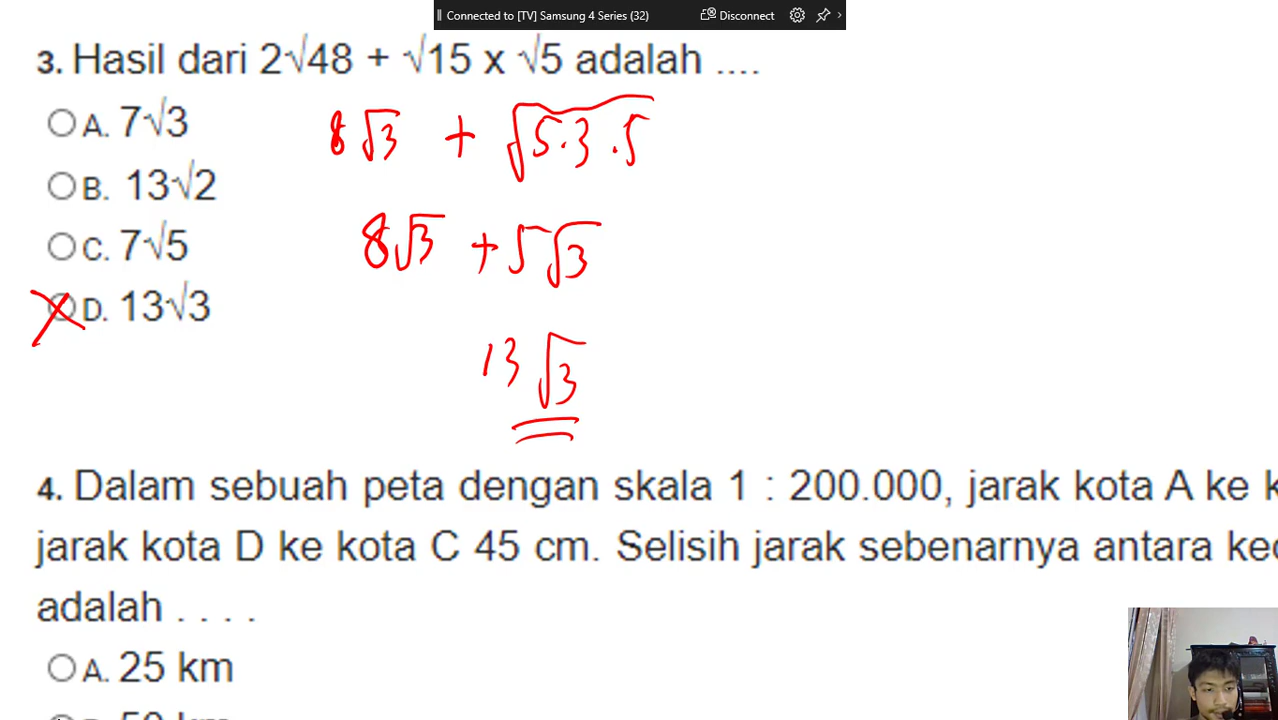 Connected to [TV] Samsung 4 Series (32) Disconnect
3. Hasil dari 2√48 + √15 x √5 adalah ....
A. 7√3
8√3 + √5.3.5
B. 13√2
C. 7√5
8√3 + 5√3
D. 13√3
13√3
4. Dalam sebuah peta dengan skala 1 : 200.000, jarak kota A ke
jarak kota D ke kota C 45 cm. Selisih jarak sebenarnya antara
adalah . . . .
A. 25 km